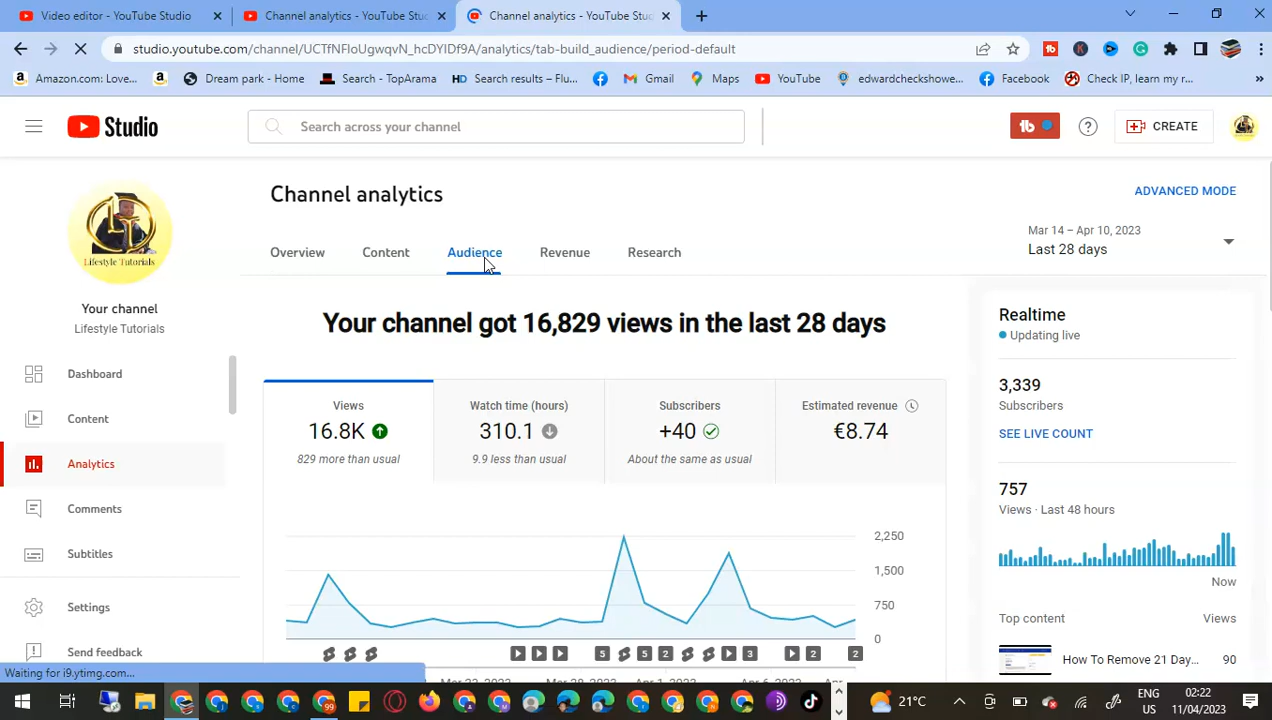 Video editor - YouTube Studio
Channel analytics - YouTube Stu
Channel analytics - YouTube Stu
studio.youtube.com/channel/UCTfNFloUgwqvN_hcDYIDf9A/analytics/tab-build_audience/period-default
Amazon.com: Love...
Dream park - Home
Search - TopArama
Search results – Flu...
Gmail
Maps
YouTube
edwardcheckshowe...
Facebook
Check IP, learn my r...
»
Studio
Search across your channel
CREATE
Channel analytics
ADVANCED MODE
Mar 14 – Apr 10, 2023
Last 28 days
Overview
Content
Audience
Revenue
Research
Lifestyle Tutorials
Your channel
Lifestyle Tutorials
Dashboard
Content
Analytics
Comments
Subtitles
Settings
Send feedback
Your channel got 16,829 views in the last 28 days
Views
16.8K
829 more than usual
Watch time (hours)
310.1
9.9 less than usual
Subscribers
+40
About the same as usual
Estimated revenue
€8.74
2,250
1,500
750
0
5
5
2
3
2
2
Realtime
Updating live
3,339
Subscribers
SEE LIVE COUNT
757
Views · Last 48 hours
Now
Top content
Views
How To Remove 21 Day...
90
Waiting for i9.ytimg.com...
99
21°C
ENG
US
02:22
11/04/2023